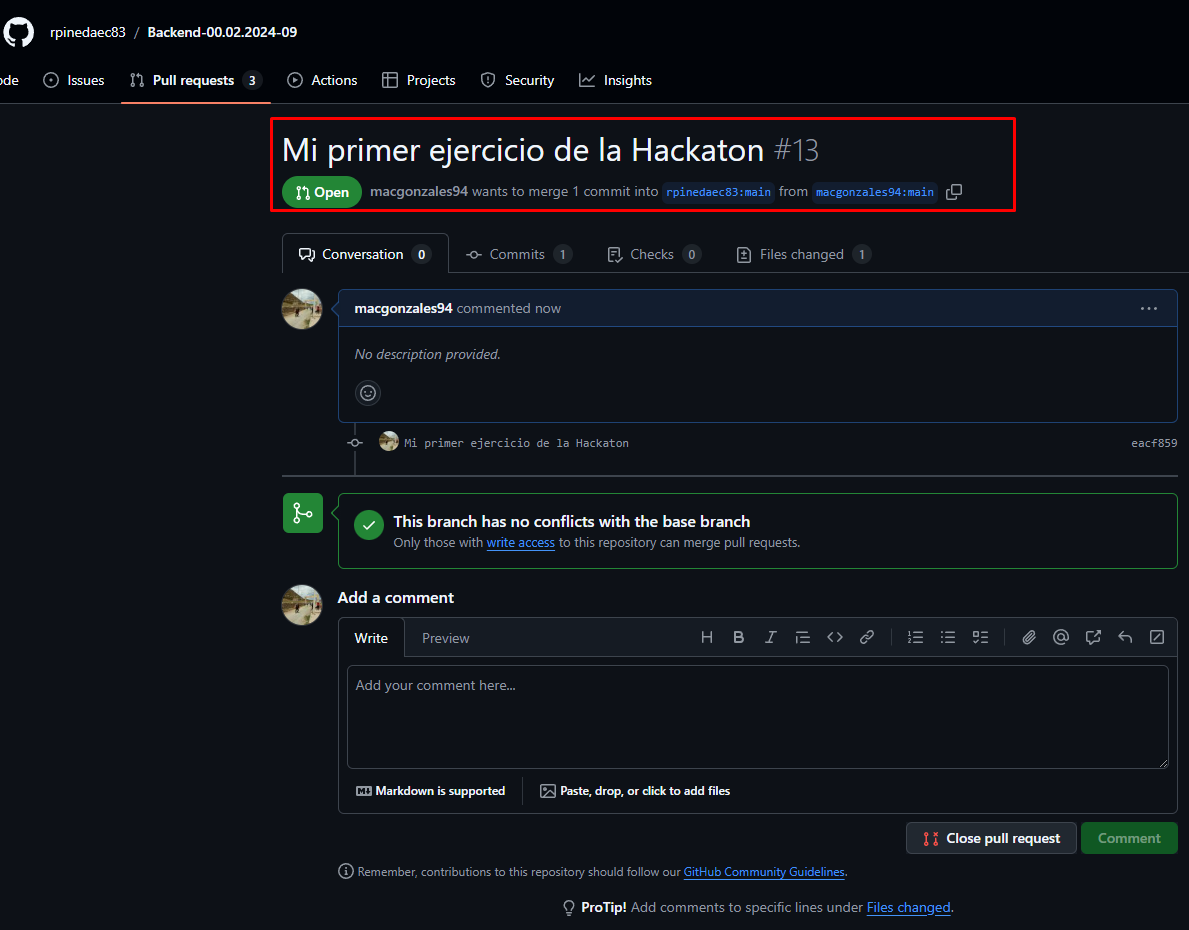 rpinedaec83 / Backend-00.02.2024-09
ode Issues Pull requests 3 Actions Projects Security Insights
Mi primer ejercicio de la Hackaton #13
Open macgonzales94 wants to merge 1 commit into rpinedaec83:main from macgonzales94:main
Conversation 0 Commits 1 Checks 0 Files changed 1
macgonzales94 commented now
No description provided.
Mi primer ejercicio de la Hackaton eacf859
This branch has no conflicts with the base branch
Only those with write access to this repository can merge pull requests.
Add a comment
Write Preview
Add your comment here...
Markdown is supported Paste, drop, or click to add files
Close pull request Comment
Remember, contributions to this repository should follow our GitHub Community Guidelines.
ProTip! Add comments to specific lines under Files changed.